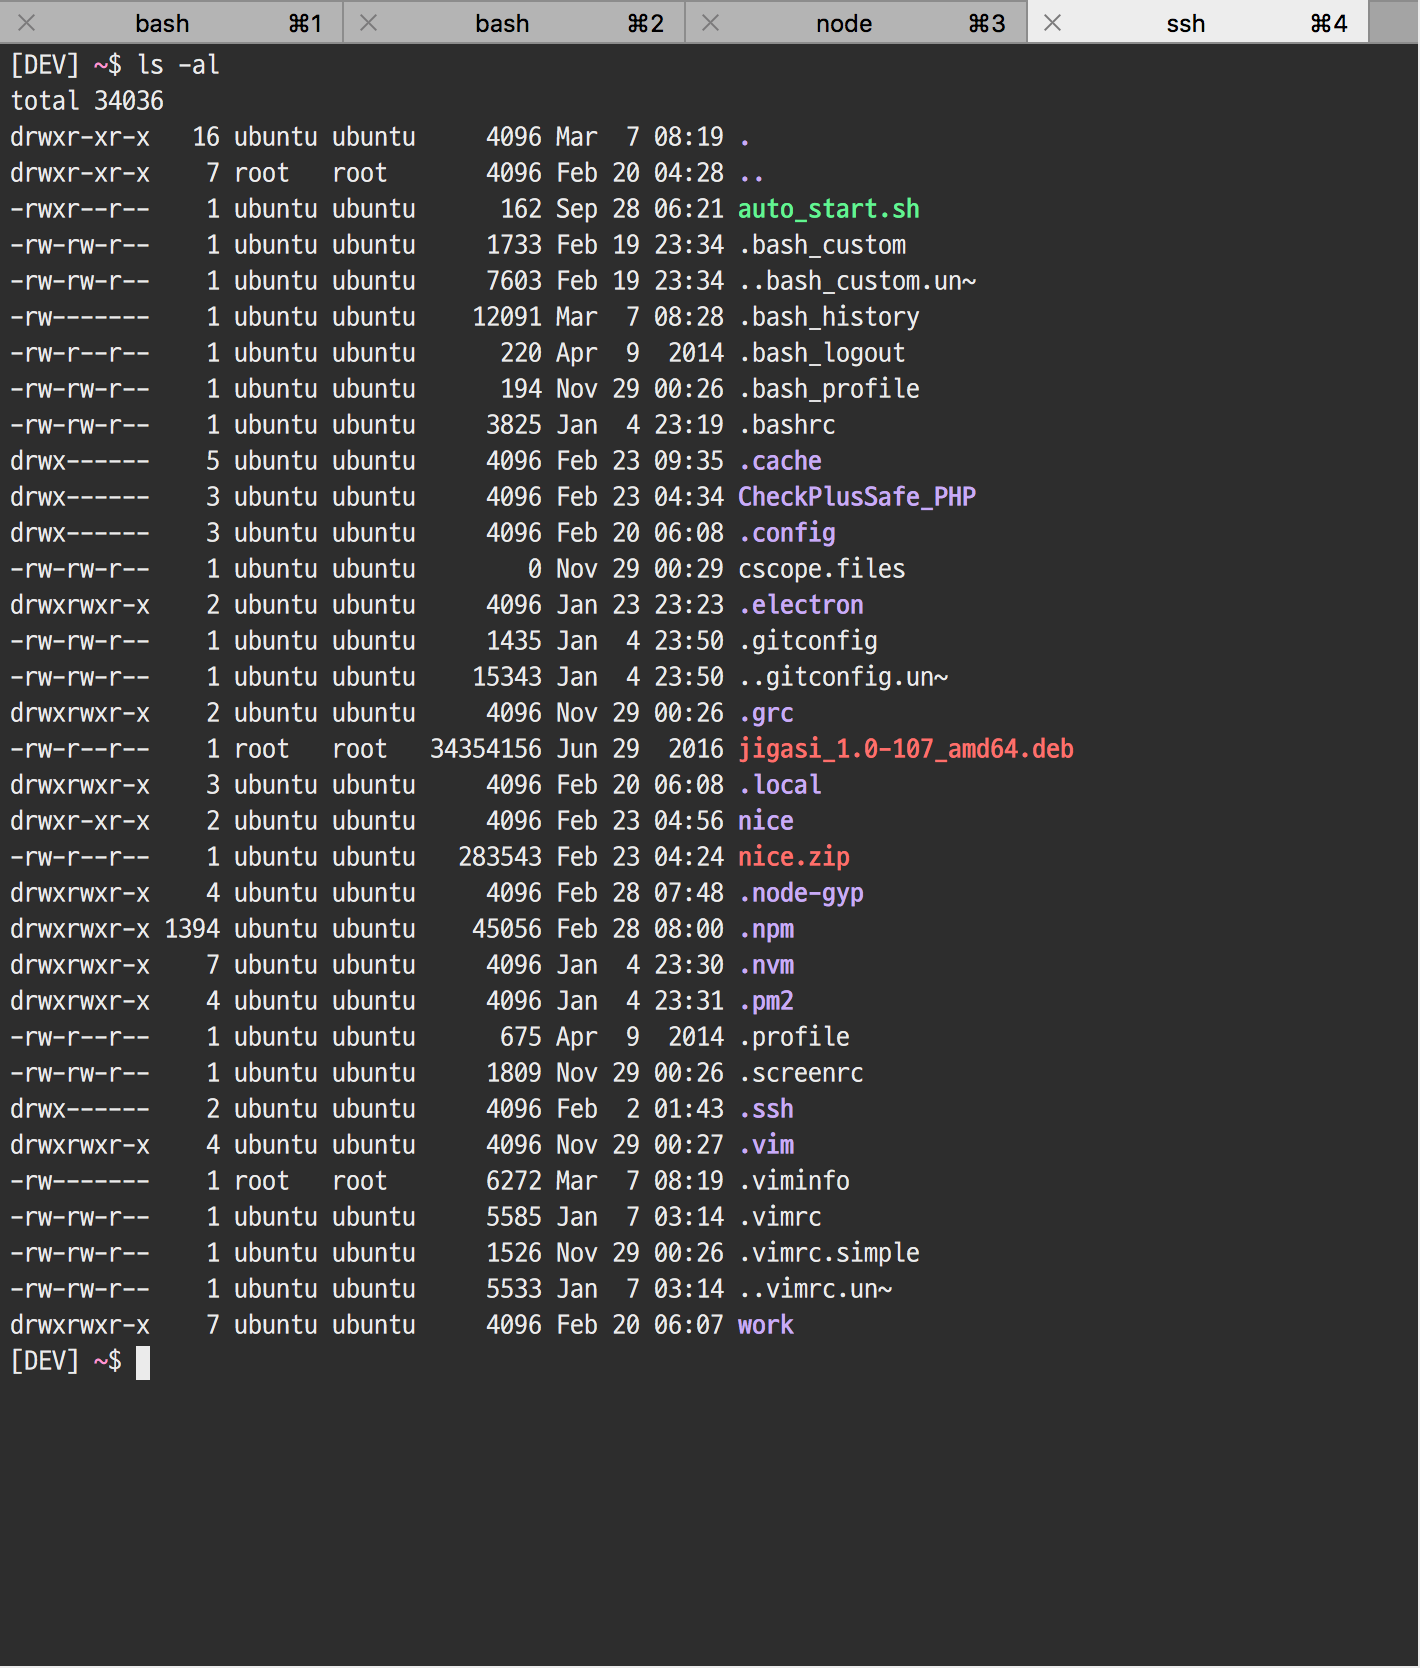 bash ⌘1 bash ⌘2 node ⌘3 ssh ⌘4
[DEV] ~$ ls -al
total 34036
drwxr-xr-x   16 ubuntu ubuntu     4096 Mar  7 08:19 .
drwxr-xr-x    7 root   root       4096 Feb 20 04:28 ..
-rwxr--r--    1 ubuntu ubuntu      162 Sep 28 06:21 auto_start.sh
-rw-rw-r--    1 ubuntu ubuntu     1733 Feb 19 23:34 .bash_custom
-rw-rw-r--    1 ubuntu ubuntu     7603 Feb 19 23:34 ..bash_custom.un~
-rw-------    1 ubuntu ubuntu    12091 Mar  7 08:28 .bash_history
-rw-r--r--    1 ubuntu ubuntu      220 Apr  9  2014 .bash_logout
-rw-rw-r--    1 ubuntu ubuntu      194 Nov 29 00:26 .bash_profile
-rw-rw-r--    1 ubuntu ubuntu     3825 Jan  4 23:19 .bashrc
drwx------    5 ubuntu ubuntu     4096 Feb 23 09:35 .cache
drwx------    3 ubuntu ubuntu     4096 Feb 23 04:34 CheckPlusSafe_PHP
drwx------    3 ubuntu ubuntu     4096 Feb 20 06:08 .config
-rw-rw-r--    1 ubuntu ubuntu        0 Nov 29 00:29 cscope.files
drwxrwxr-x    2 ubuntu ubuntu     4096 Jan 23 23:23 .electron
-rw-rw-r--    1 ubuntu ubuntu     1435 Jan  4 23:50 .gitconfig
-rw-rw-r--    1 ubuntu ubuntu    15343 Jan  4 23:50 ..gitconfig.un~
drwxrwxr-x    2 ubuntu ubuntu     4096 Nov 29 00:26 .grc
-rw-r--r--    1 root   root   34354156 Jun 29  2016 jigasi_1.0-107_amd64.deb
drwxrwxr-x    3 ubuntu ubuntu     4096 Feb 20 06:08 .local
drwxr-xr-x    2 ubuntu ubuntu     4096 Feb 23 04:56 nice
-rw-r--r--    1 ubuntu ubuntu   283543 Feb 23 04:24 nice.zip
drwxrwxr-x    4 ubuntu ubuntu     4096 Feb 28 07:48 .node-gyp
drwxrwxr-x 1394 ubuntu ubuntu    45056 Feb 28 08:00 .npm
drwxrwxr-x    7 ubuntu ubuntu     4096 Jan  4 23:30 .nvm
drwxrwxr-x    4 ubuntu ubuntu     4096 Jan  4 23:31 .pm2
-rw-r--r--    1 ubuntu ubuntu      675 Apr  9  2014 .profile
-rw-rw-r--    1 ubuntu ubuntu     1809 Nov 29 00:26 .screenrc
drwx------    2 ubuntu ubuntu     4096 Feb  2 01:43 .ssh
drwxrwxr-x    4 ubuntu ubuntu     4096 Nov 29 00:27 .vim
-rw-------    1 root   root       6272 Mar  7 08:19 .viminfo
-rw-rw-r--    1 ubuntu ubuntu     5585 Jan  7 03:14 .vimrc
-rw-rw-r--    1 ubuntu ubuntu     1526 Nov 29 00:26 .vimrc.simple
-rw-rw-r--    1 ubuntu ubuntu     5533 Jan  7 03:14 ..vimrc.un~
drwxrwxr-x    7 ubuntu ubuntu     4096 Feb 20 06:07 work
[DEV] ~$